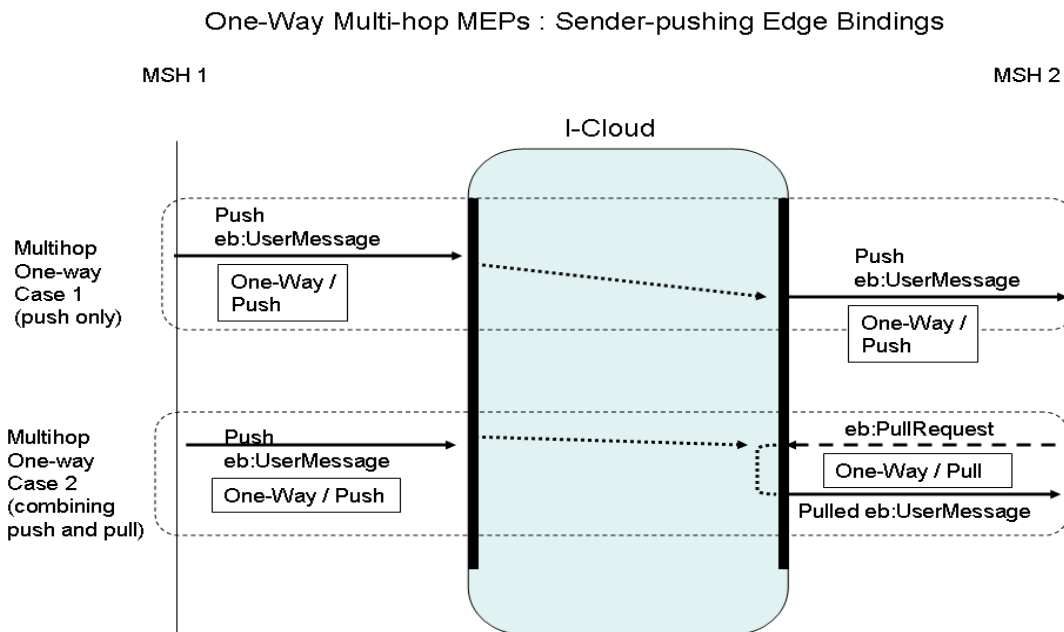 One-Way Multi-hop MEPs : Sender-pushing Edge Bindings
MSH 1
MSH 2
I-Cloud
Multihop
One-way
Case 1
(push only)
Push
eb:UserMessage
One-Way /
Push
Push
eb:UserMessage
One-Way /
Push
Multihop
One-way
Case 2
(combining
push and pull)
Push
eb:UserMessage
One-Way / Push
eb:PullRequest
One-Way / Pull
Pulled eb:UserMessage